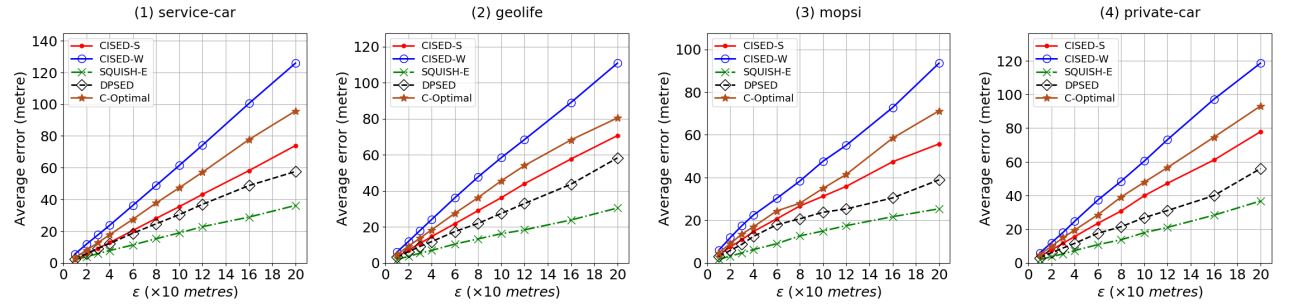 (1) service-car
Average error (metre)
140
120
100
80
60
40
20
0
CISED-S
CISED-W
SQUISH-E
DPSED
C-Optimal
0 2 4 6 8 10 12 14 16 18 20
ε (×10 metres)
(2) geolife
Average error (metre)
120
100
80
60
40
20
0
CISED-S
CISED-W
SQUISH-E
DPSED
C-Optimal
0 2 4 6 8 10 12 14 16 18 20
ε (×10 metres)
(3) mopsi
Average error (metre)
100
80
60
40
20
0
CISED-S
CISED-W
SQUISH-E
DPSED
C-Optimal
0 2 4 6 8 10 12 14 16 18 20
ε (×10 metres)
(4) private-car
Average error (metre)
120
100
80
60
40
20
0
CISED-S
CISED-W
SQUISH-E
DPSED
C-Optimal
0 2 4 6 8 10 12 14 16 18 20
ε (×10 metres)